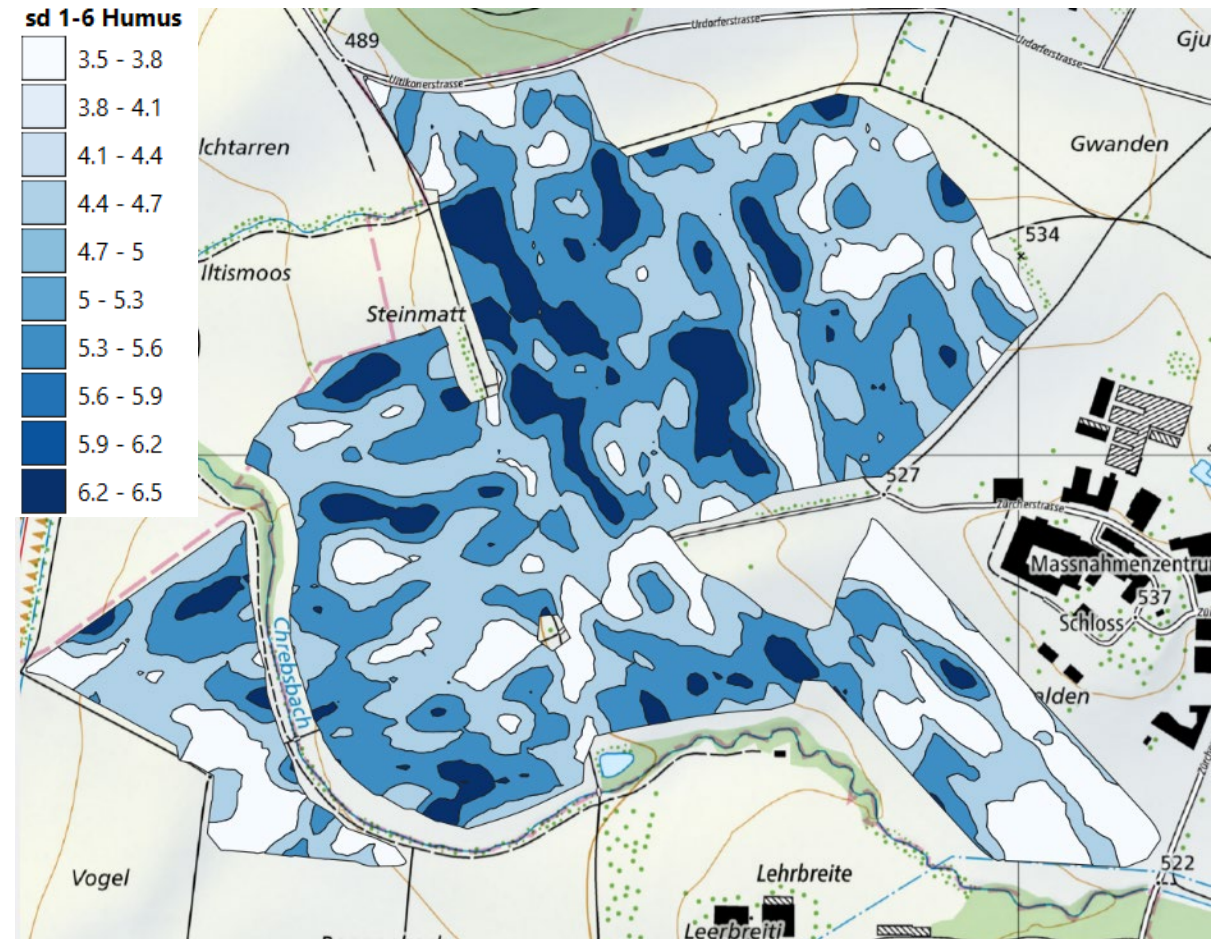 sd 1-6 Humus
3.5 - 3.8
3.8 - 4.1
4.1 - 4.4
4.4 - 4.7
4.7 - 5
5 - 5.3
5.3 - 5.6
5.6 - 5.9
5.9 - 6.2
6.2 - 6.5
489
Urdorferstrasse
Urdorferstrasse
Gju
Uitikonerstrasse
lchtarren
Gwanden
534
Iltismoos
Steinmatt
527
Zürcherstrasse
Massnahmenzentru
537
Schloss
Zü
Chrebsbach
alden
Zürche
522
Vogel
Lehrbreite
Leerbreiti